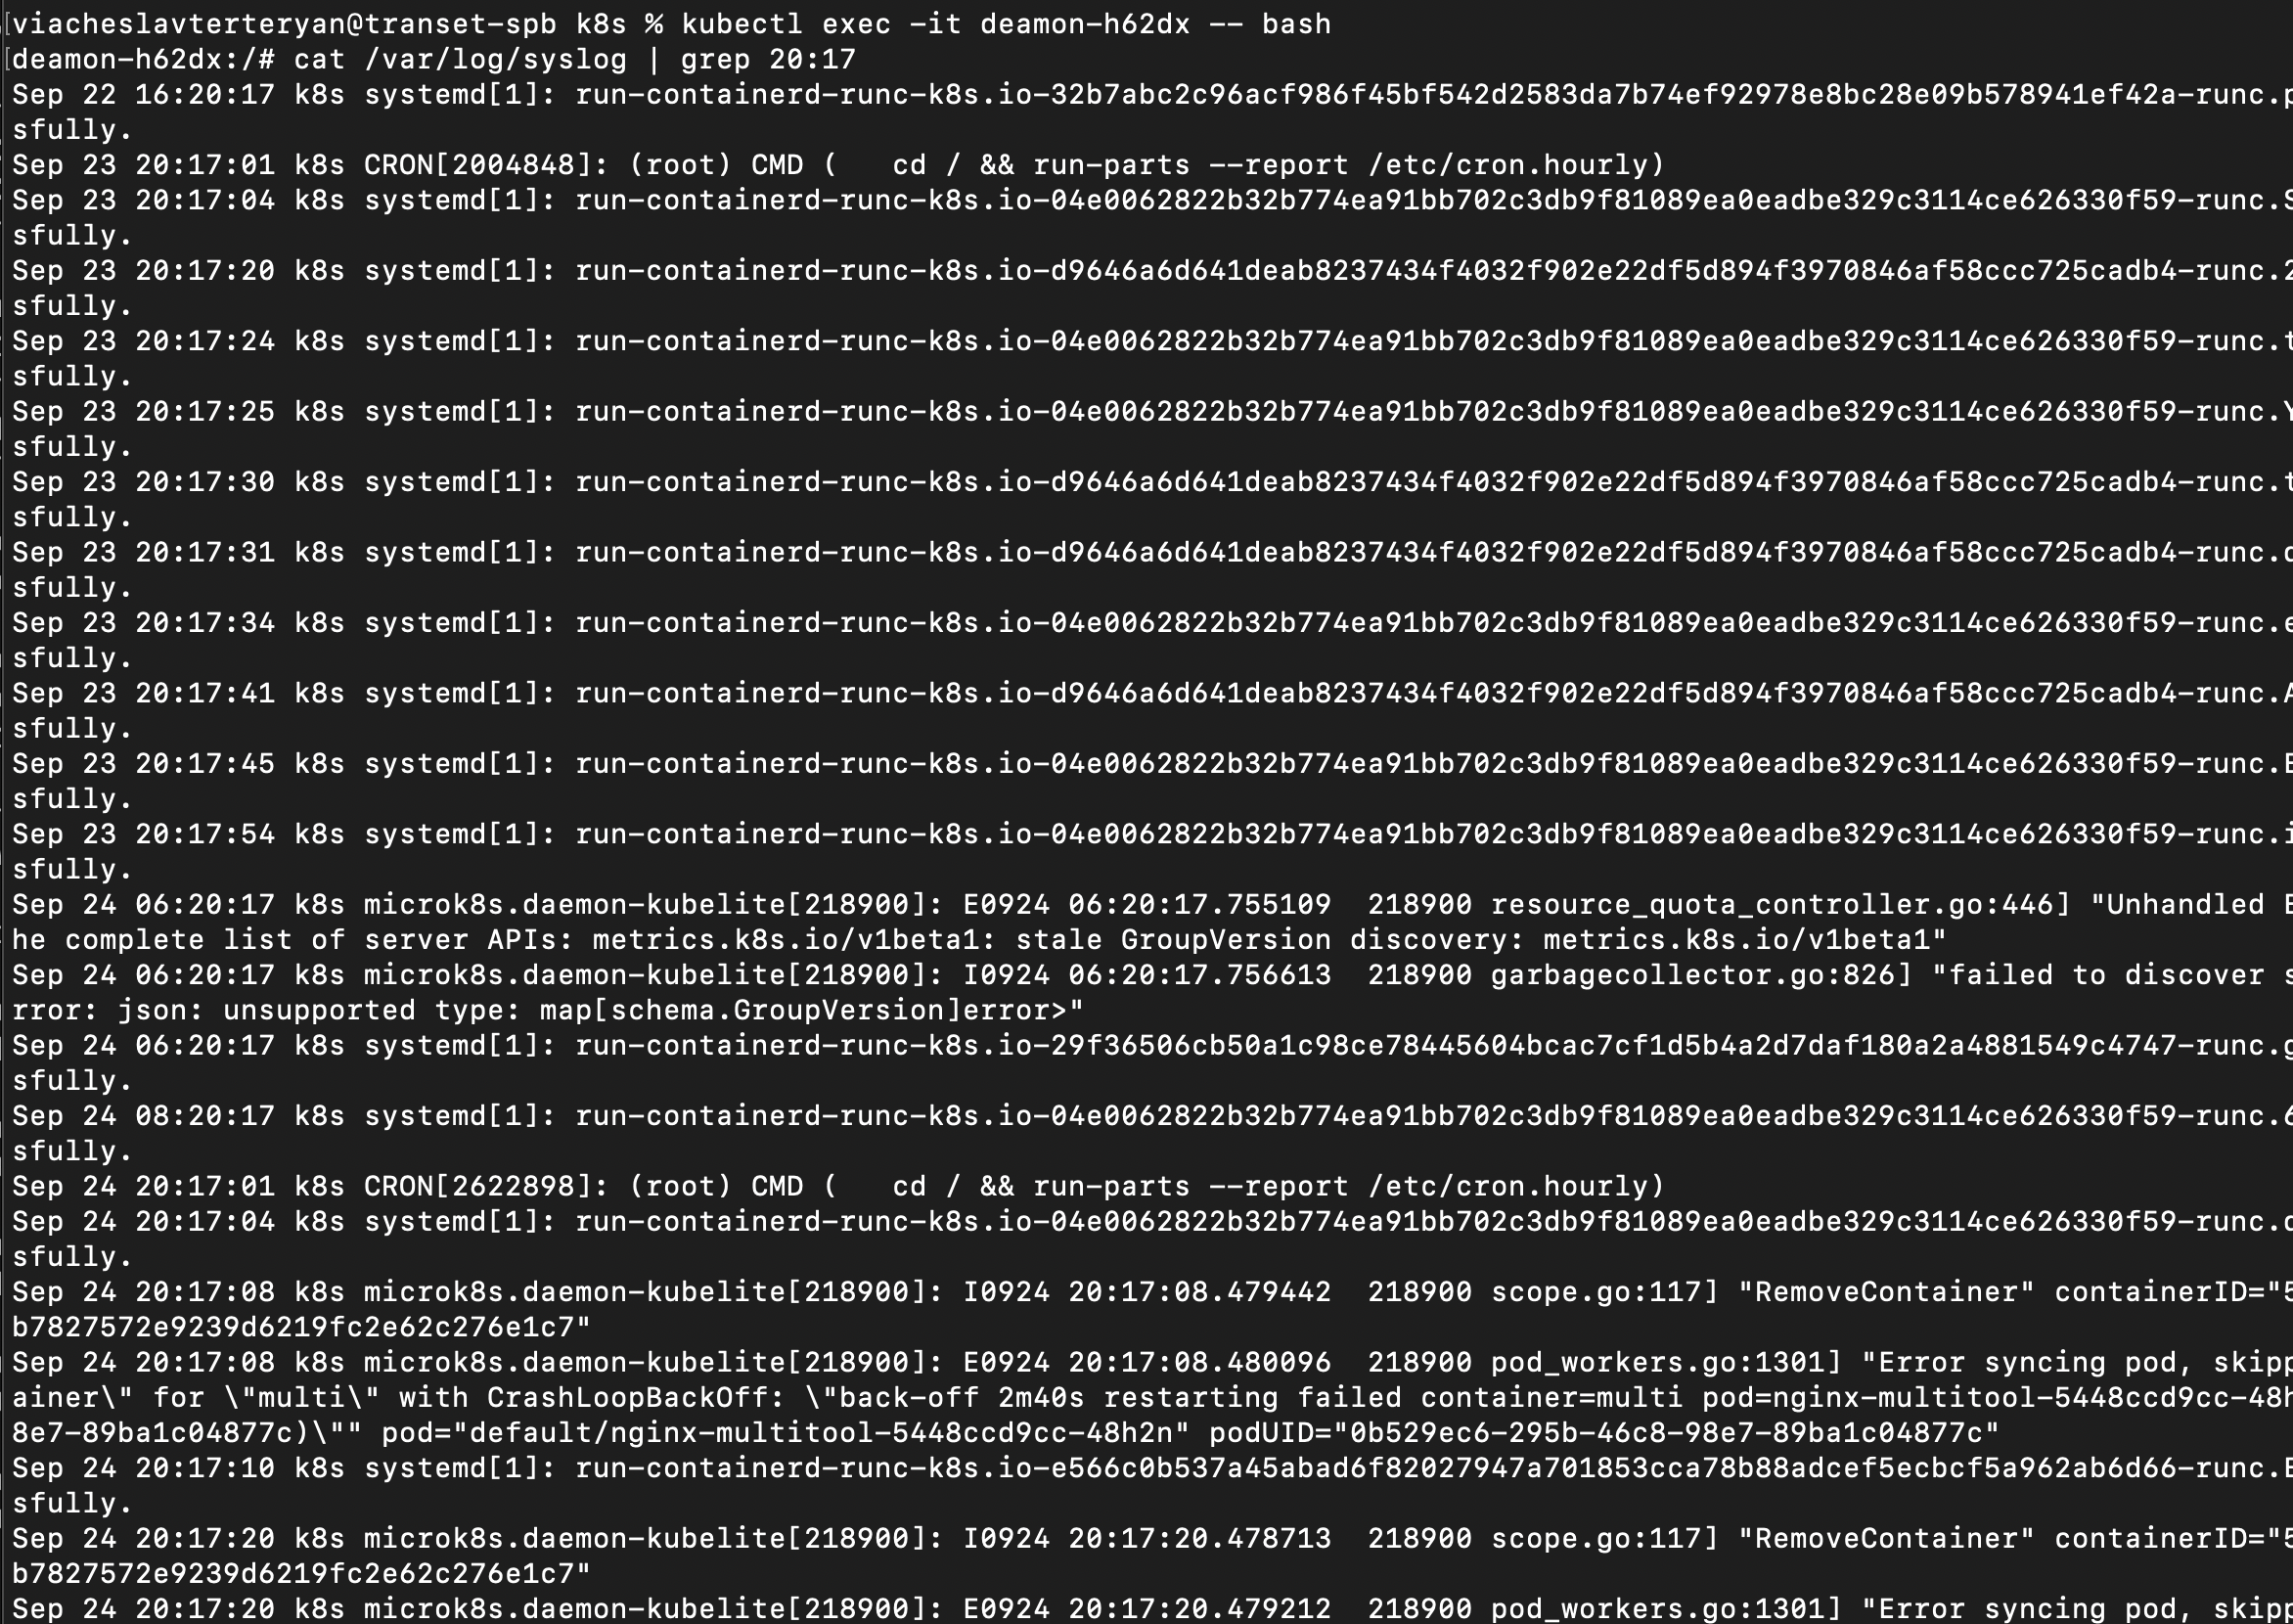 viacheslavterteryan@transet-spb k8s % kubectl exec -it deamon-h62dx -- bash
deamon-h62dx:/# cat /var/log/syslog | grep 20:17
Sep 22 16:20:17 k8s systemd[1]: run-containerd-runc-k8s.io-32b7abc2c96acf986f45bf542d2583da7b74ef92978e8bc28e09b578941ef42a-runc.p
sfully.
Sep 23 20:17:01 k8s CRON[2004848]: (root) CMD (   cd / && run-parts --report /etc/cron.hourly)
Sep 23 20:17:04 k8s systemd[1]: run-containerd-runc-k8s.io-04e0062822b32b774ea91bb702c3db9f81089ea0eadbe329c3114ce626330f59-runc.S
sfully.
Sep 23 20:17:20 k8s systemd[1]: run-containerd-runc-k8s.io-d9646a6d641deab8237434f4032f902e22df5d894f3970846af58ccc725cadb4-runc.2
sfully.
Sep 23 20:17:24 k8s systemd[1]: run-containerd-runc-k8s.io-04e0062822b32b774ea91bb702c3db9f81089ea0eadbe329c3114ce626330f59-runc.t
sfully.
Sep 23 20:17:25 k8s systemd[1]: run-containerd-runc-k8s.io-04e0062822b32b774ea91bb702c3db9f81089ea0eadbe329c3114ce626330f59-runc.Y
sfully.
Sep 23 20:17:30 k8s systemd[1]: run-containerd-runc-k8s.io-d9646a6d641deab8237434f4032f902e22df5d894f3970846af58ccc725cadb4-runc.t
sfully.
Sep 23 20:17:31 k8s systemd[1]: run-containerd-runc-k8s.io-d9646a6d641deab8237434f4032f902e22df5d894f3970846af58ccc725cadb4-runc.
sfully.
Sep 23 20:17:34 k8s systemd[1]: run-containerd-runc-k8s.io-04e0062822b32b774ea91bb702c3db9f81089ea0eadbe329c3114ce626330f59-runc.e
sfully.
Sep 23 20:17:41 k8s systemd[1]: run-containerd-runc-k8s.io-d9646a6d641deab8237434f4032f902e22df5d894f3970846af58ccc725cadb4-runc.A
sfully.
Sep 23 20:17:45 k8s systemd[1]: run-containerd-runc-k8s.io-04e0062822b32b774ea91bb702c3db9f81089ea0eadbe329c3114ce626330f59-runc.
sfully.
Sep 23 20:17:54 k8s systemd[1]: run-containerd-runc-k8s.io-04e0062822b32b774ea91bb702c3db9f81089ea0eadbe329c3114ce626330f59-runc.i
sfully.
Sep 24 06:20:17 k8s microk8s.daemon-kubelite[218900]: E0924 06:20:17.755109  218900 resource_quota_controller.go:446] "Unhandled E
he complete list of server APIs: metrics.k8s.io/v1beta1: stale GroupVersion discovery: metrics.k8s.io/v1beta1"
Sep 24 06:20:17 k8s microk8s.daemon-kubelite[218900]: I0924 06:20:17.756613  218900 garbagecollector.go:826] "failed to discover s
rror: json: unsupported type: map[schema.GroupVersion]error>"
Sep 24 06:20:17 k8s systemd[1]: run-containerd-runc-k8s.io-29f36506cb50a1c98ce78445604bcac7cf1d5b4a2d7daf180a2a4881549c4747-runc.g
sfully.
Sep 24 08:20:17 k8s systemd[1]: run-containerd-runc-k8s.io-04e0062822b32b774ea91bb702c3db9f81089ea0eadbe329c3114ce626330f59-runc.6
sfully.
Sep 24 20:17:01 k8s CRON[2622898]: (root) CMD (   cd / && run-parts --report /etc/cron.hourly)
Sep 24 20:17:04 k8s systemd[1]: run-containerd-runc-k8s.io-04e0062822b32b774ea91bb702c3db9f81089ea0eadbe329c3114ce626330f59-runc.
sfully.
Sep 24 20:17:08 k8s microk8s.daemon-kubelite[218900]: I0924 20:17:08.479442  218900 scope.go:117] "RemoveContainer" containerID="5
b7827572e9239d6219fc2e62c276e1c7"
Sep 24 20:17:08 k8s microk8s.daemon-kubelite[218900]: E0924 20:17:08.480096  218900 pod_workers.go:1301] "Error syncing pod, skipp
ainer\" for \"multi\" with CrashLoopBackOff: \"back-off 2m40s restarting failed container=multi pod=nginx-multitool-5448ccd9cc-48h
8e7-89ba1c04877c)\"" pod="default/nginx-multitool-5448ccd9cc-48h2n" podUID="0b529ec6-295b-46c8-98e7-89ba1c04877c"
Sep 24 20:17:10 k8s systemd[1]: run-containerd-runc-k8s.io-e566c0b537a45abad6f82027947a701853cca78b88adcef5ecbcf5a962ab6d66-runc.
sfully.
Sep 24 20:17:20 k8s microk8s.daemon-kubelite[218900]: I0924 20:17:20.478713  218900 scope.go:117] "RemoveContainer" containerID="5
b7827572e9239d6219fc2e62c276e1c7"
Sep 24 20:17:20 k8s microk8s.daemon-kubelite[218900]: E0924 20:17:20.479212  218900 pod_workers.go:1301] "Error syncing pod, skipp